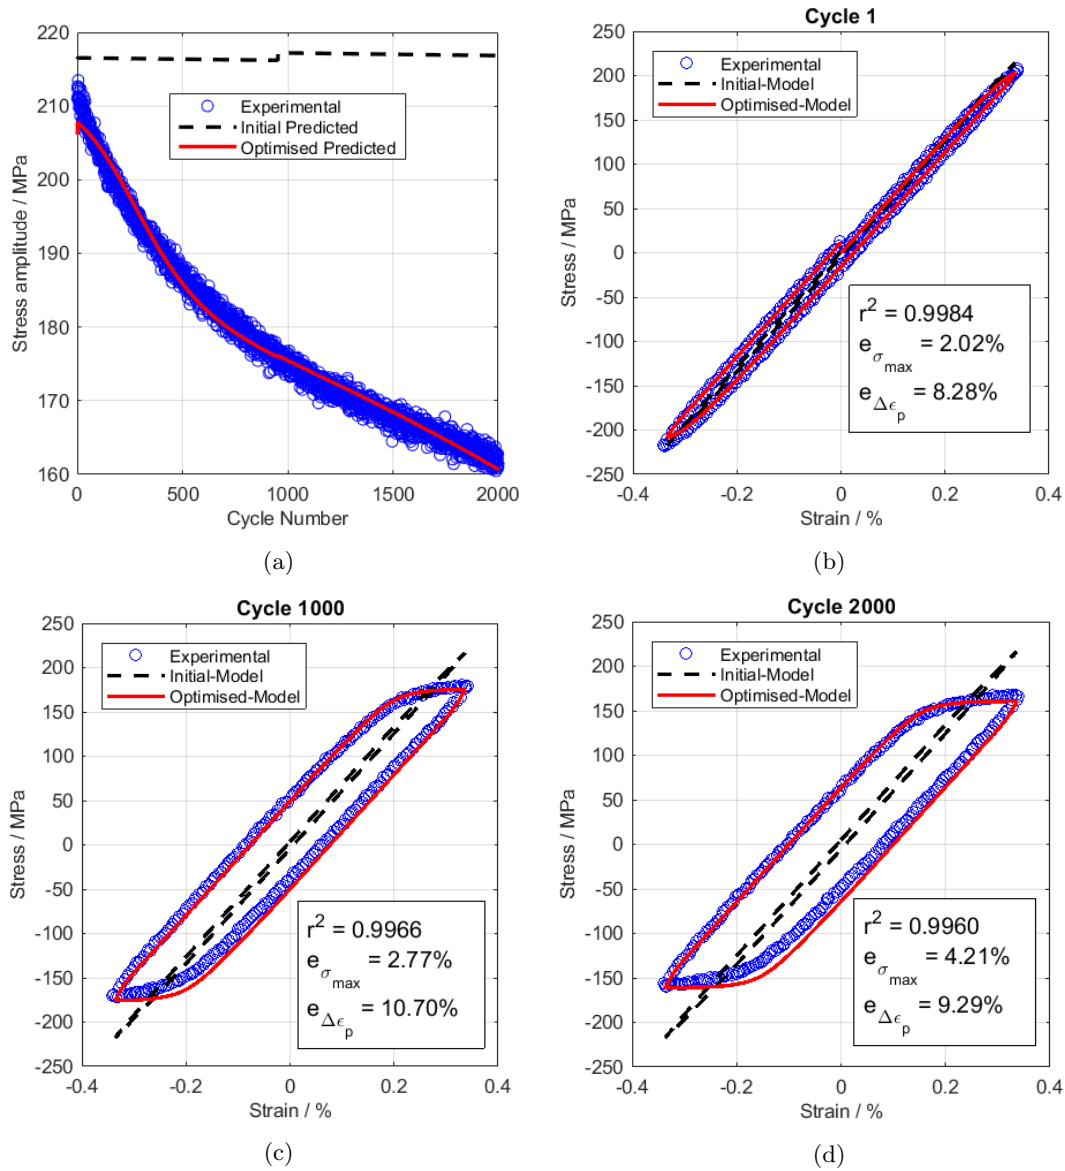 220
210
200
190
180
170
160
Stress amplitude / MPa
Experimental
Initial Predicted
Optimised Predicted
0
500
1000
1500
2000
Cycle Number
(a)
Cycle 1
250
200
150
100
50
0
-50
-100
-150
-200
-250
Stress / MPa
Experimental
Initial-Model
Optimised-Model
r² = 0.9984
e_σ_max = 2.02%
e_Δϵ_p = 8.28%
-0.4
-0.2
0
0.2
0.4
Strain / %
(b)
Cycle 1000
250
200
150
100
50
0
-50
-100
-150
-200
-250
Stress / MPa
Experimental
Initial-Model
Optimised-Model
r² = 0.9966
e_σ_max = 2.77%
e_Δϵ_p = 10.70%
-0.4
-0.2
0
0.2
0.4
Strain / %
(c)
Cycle 2000
250
200
150
100
50
0
-50
-100
-150
-200
-250
Stress / MPa
Experimental
Initial-Model
Optimised-Model
r² = 0.9960
e_σ_max = 4.21%
e_Δϵ_p = 9.29%
-0.4
-0.2
0
0.2
0.4
Strain / %
(d)